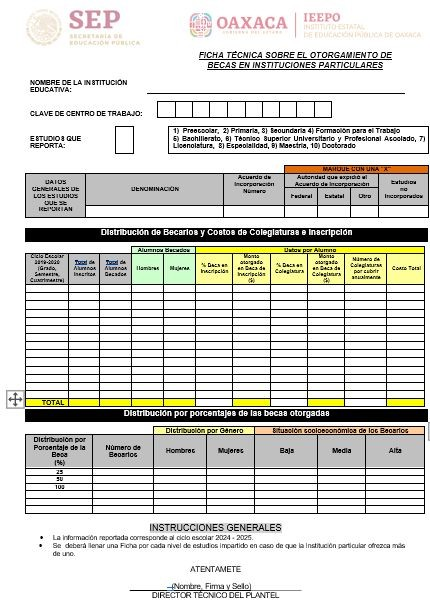 SEP
SECRETARÍA DE
EDUCACIÓN PÚBLICA
OAXACA
GOBIERNO DEL ESTADO
IEEPO
INSTITUTO ESTATAL
DE EDUCACIÓN PÚBLICA DE OAXACA
FICHA TÉCNICA SOBRE EL OTORGAMIENTO DE
BECAS EN INSTITUCIONES PARTICULARES
NOMBRE DE LA INSTITUCIÓN
EDUCATIVA:
CLAVE DE CENTRO DE TRABAJO:
ESTUDIOS QUE
REPORTA:
1) Preescolar, 2) Primaria, 3) Secundaria 4) Formación para el Trabajo
5) Bachillerato, 6) Técnico Superior Universitario y Profesional Asociado, 7)
Licenciatura, 8) Especialidad, 9) Maestría, 10) Doctorado
MARQUE CON UNA "X"
DATOS
GENERALES DE
LOS ESTUDIOS
QUE SE
REPORTAN
DENOMINACIÓN
Acuerdo de
Incorporación
Número
Autoridad que expidió el
Acuerdo de Incorporación
Federal Estatal Otro
Estudios
no
Incorporados
Distribución de Becarios y Costos de Colegiaturas e Inscripción
Ciclo Escolar
2019-2020
(Grado,
Semestre,
Cuatrimestre)
Total de
Alumnos
Inscritos
Total de
Alumnos
Becados
Alumnos Becados
Hombres Mujeres
Datos por Alumno
% Beca en
Inscripción
Monto
otorgado
en Beca de
Inscripción
($)
% Beca en
Colegiatura
Monto
otorgado
en Beca de
Colegiatura
($)
Número de
Colegiaturas
por cubrir
anualmente
Costo Total
TOTAL
Distribución por porcentajes de las becas otorgadas
Distribución por
Porcentaje de la
Beca
(%)
Número de
Becarios
Distribución por Género
Hombres Mujeres
Situación socioeconómica de los Becarios
Baja Media Alta
25
50
100
INSTRUCCIONES GENERALES
• La información reportada corresponde al ciclo escolar 2024 - 2025.
• Se deberá llenar una Ficha por cada nivel de estudios impartido en caso de que la Institución particular ofrezca más
de uno.
ATENTAMETE
(Nombre, Firma y Sello)
DIRECTOR TÉCNICO DEL PLANTEL